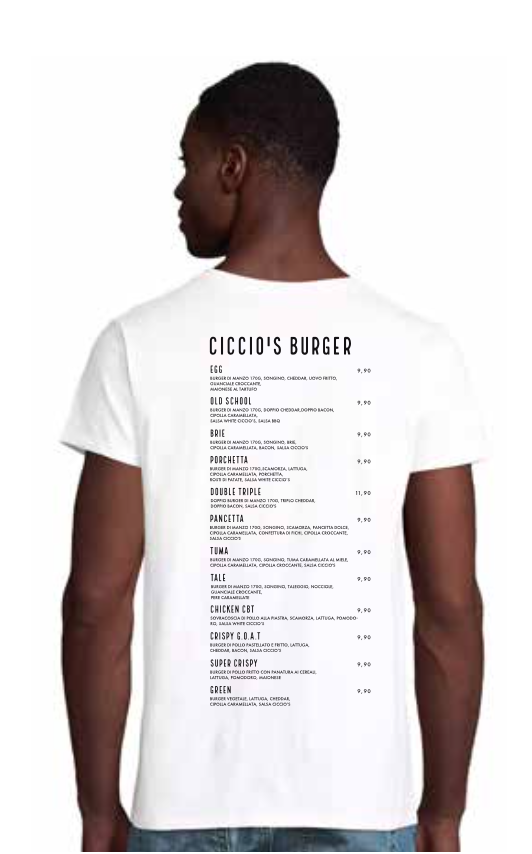 CICCIO'S BURGER
EGG 9,90
BURGER DI MANZO 170G, SONGINO, CHEDDAR, UOVO FRITTO,
GUANCIALE CROCCANTE,
MAIONESE AL TARTUFO
OLD SCHOOL 9,90
BURGER DI MANZO 170G, DOPPIO CHEDDAR,DOPPIO BACON,
CIPOLLA CARAMELLATA,
SALSA WHITE CICCIO'S, SALSA BBQ
BRIE 9,90
BURGER DI MANZO 170G, SONGINO, BRIE,
CIPOLLA CARAMELLATA, BACON, SALSA CICCIO'S
PORCHETTA 9,90
BURGER DI MANZO 170G,SCAMORZA, LATTUGA,
CIPOLLA CARAMELLATA, PORCHETTA,
ROSTI DI PATATE, SALSA WHITE CICCIO'S
DOUBLE TRIPLE 11,90
DOPPIO BURGER DI MANZO 170G, TRIPLO CHEDDAR,
DOPPIO BACON, SALSA CICCIO'S
PANCETTA 9,90
BURGER DI MANZO 170G, SONGINO, SCAMORZA, PANCETTA DOLCE,
CIPOLLA CARAMELLATA, CONFETTURA DI FICHI, CIPOLLA CROCCANTE,
SALSA CICCIO'S
TUMA 9,90
BURGER DI MANZO 170G, SONGINO, TUMA CARAMELLATA AL MIELE,
CIPOLLA CARAMELLATA, CIPOLLA CROCCANTE, SALSA CICCIO'S
TALE 9,90
BURGER DI MANZO 170G, SONGINO, TALEGGIO, NOCCIOLE,
GUANCIALE CROCCANTE,
PERE CARAMELLATE
CHICKEN CBT 9,90
SOVRACOSCIA DI POLLO ALLA PIASTRA, SCAMORZA, LATTUGA, POMODO-
RO, SALSA WHITE CICCIO'S
CRISPY G.O.A.T 9,90
BURGER DI POLLO PASTELLATO E FRITTO, LATTUGA,
CHEDDAR, BACON, SALSA CICCIO'S
SUPER CRISPY 9,90
BURGER DI POLLO FRITTO CON PANATURA AI CEREALI,
LATTUGA, POMODORO, MAIONESE
GREEN 9,90
BURGER VEGETALE, LATTUGA, CHEDDAR,
CIPOLLA CARAMELLATA, SALSA CICCIO'S